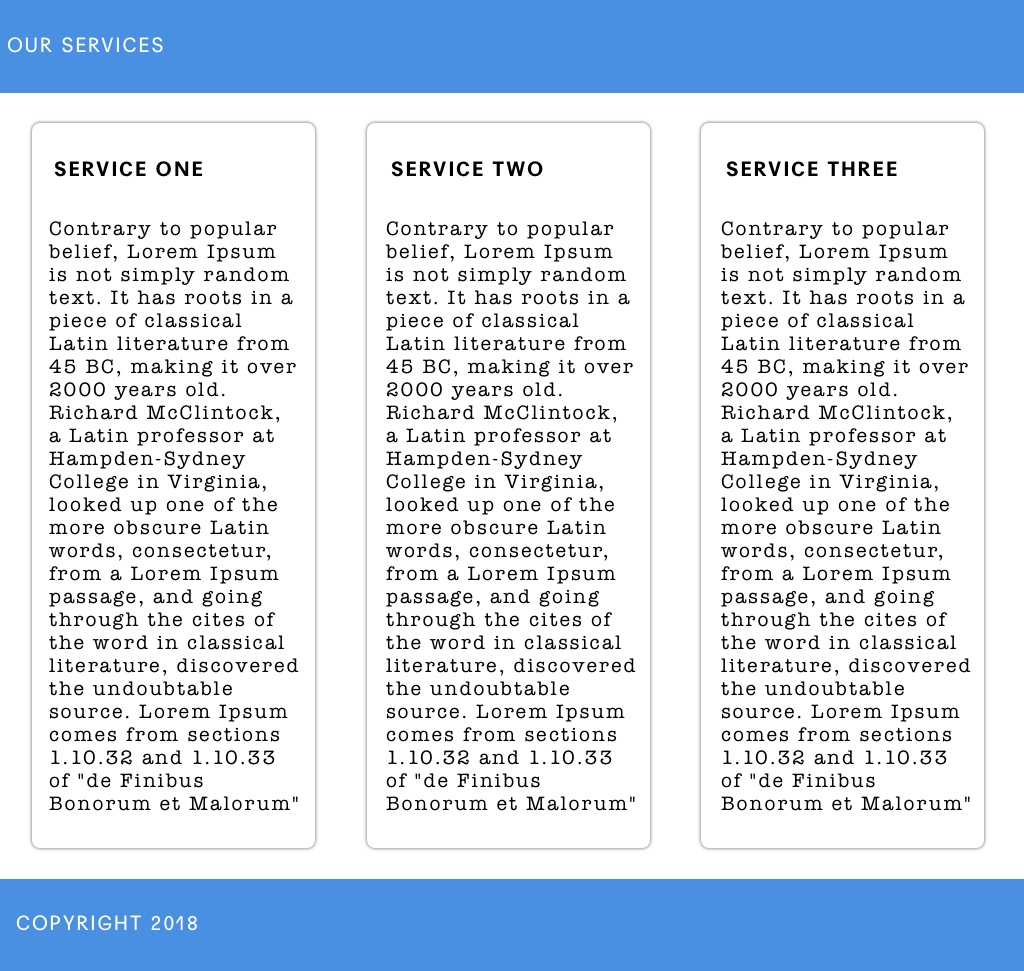 OUR SERVICES
SERVICE ONE
Contrary to popular
belief, Lorem Ipsum
is not simply random
text. It has roots in a
piece of classical
Latin literature from
45 BC, making it over
2000 years old.
Richard McClintock,
a Latin professor at
Hampden-Sydney
College in Virginia,
looked up one of the
more obscure Latin
words, consectetur,
from a Lorem Ipsum
passage, and going
through the cites of
the word in classical
literature, discovered
the undoubtable
source. Lorem Ipsum
comes from sections
1.10.32 and 1.10.33
of "de Finibus
Bonorum et Malorum"
SERVICE TWO
Contrary to popular
belief, Lorem Ipsum
is not simply random
text. It has roots in a
piece of classical
Latin literature from
45 BC, making it over
2000 years old.
Richard McClintock,
a Latin professor at
Hampden-Sydney
College in Virginia,
looked up one of the
more obscure Latin
words, consectetur,
from a Lorem Ipsum
passage, and going
through the cites of
the word in classical
literature, discovered
the undoubtable
source. Lorem Ipsum
comes from sections
1.10.32 and 1.10.33
of "de Finibus
Bonorum et Malorum"
SERVICE THREE
Contrary to popular
belief, Lorem Ipsum
is not simply random
text. It has roots in a
piece of classical
Latin literature from
45 BC, making it over
2000 years old.
Richard McClintock,
a Latin professor at
Hampden-Sydney
College in Virginia,
looked up one of the
more obscure Latin
words, consectetur,
from a Lorem Ipsum
passage, and going
through the cites of
the word in classical
literature, discovered
the undoubtable
source. Lorem Ipsum
comes from sections
1.10.32 and 1.10.33
of "de Finibus
Bonorum et Malorum"
COPYRIGHT 2018